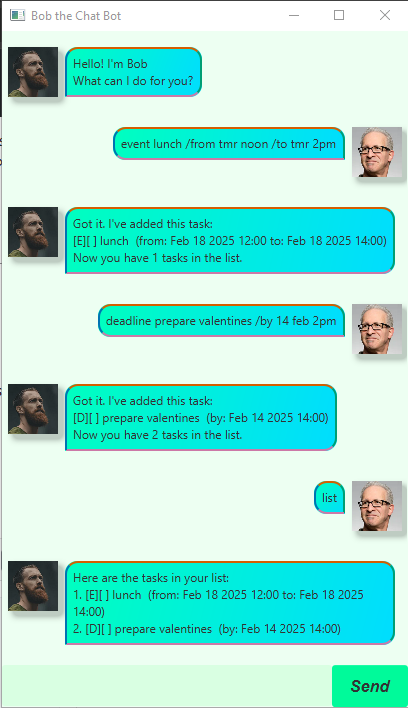 Bob the Chat Bot
Hello! I'm Bob
What can I do for you?
event lunch /from tmr noon /to tmr 2pm
Got it. I've added this task:
[E][ ] lunch  (from: Feb 18 2025 12:00 to: Feb 18 2025 14:00)
Now you have 1 tasks in the list.
deadline prepare valentines /by 14 feb 2pm
Got it. I've added this task:
[D][ ] prepare valentines  (by: Feb 14 2025 14:00)
Now you have 2 tasks in the list.
list
Here are the tasks in your list:
1. [E][ ] lunch  (from: Feb 18 2025 12:00 to: Feb 18 2025
14:00)
2. [D][ ] prepare valentines  (by: Feb 14 2025 14:00)
Send